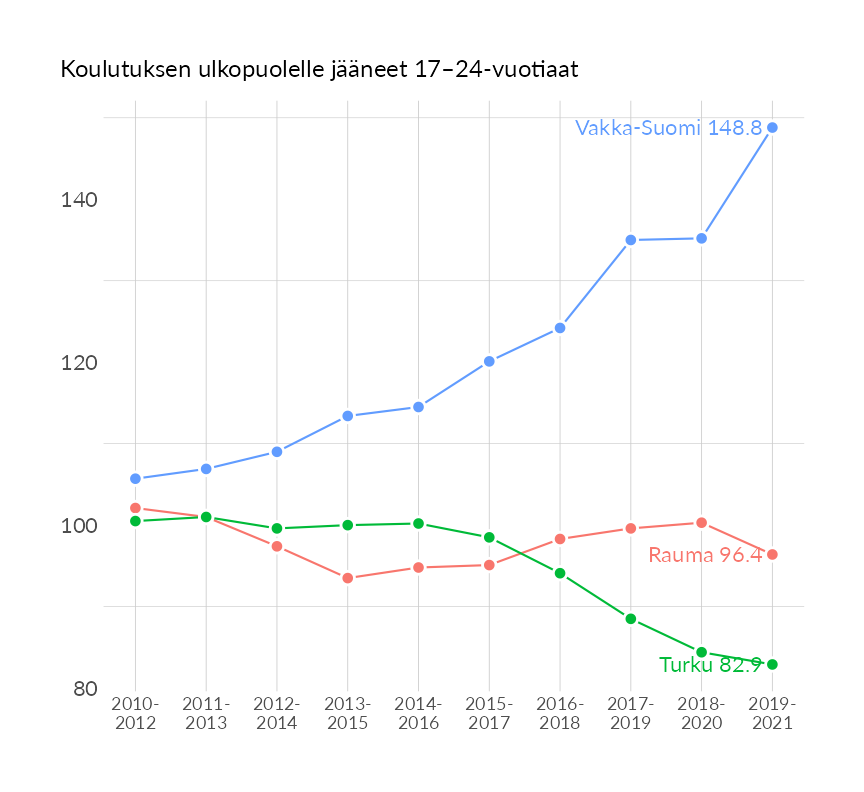 Koulutuksen ulkopuolelle jääneet 17–24-vuotiaat
Vakka-Suomi 148.8
140
120
100
Rauma 96.4
Turku 82.9
80
2010- 2011- 2012- 2013- 2014- 2015- 2016- 2017- 2018- 2019-
2012 2013 2014 2015 2016 2017 2018 2019 2020 2021